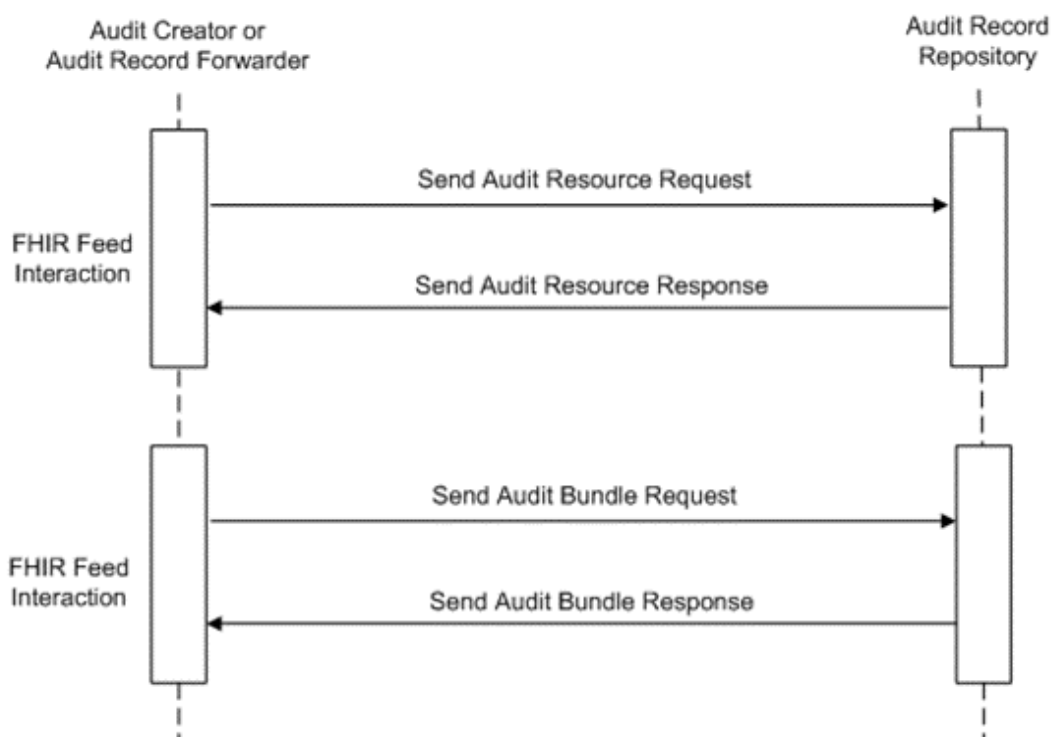 Audit Creator or
Audit Record Forwarder
Audit Record
Repository
Send Audit Resource Request
FHIR Feed
Interaction
Send Audit Resource Response
Send Audit Bundle Request
FHIR Feed
Interaction
Send Audit Bundle Response